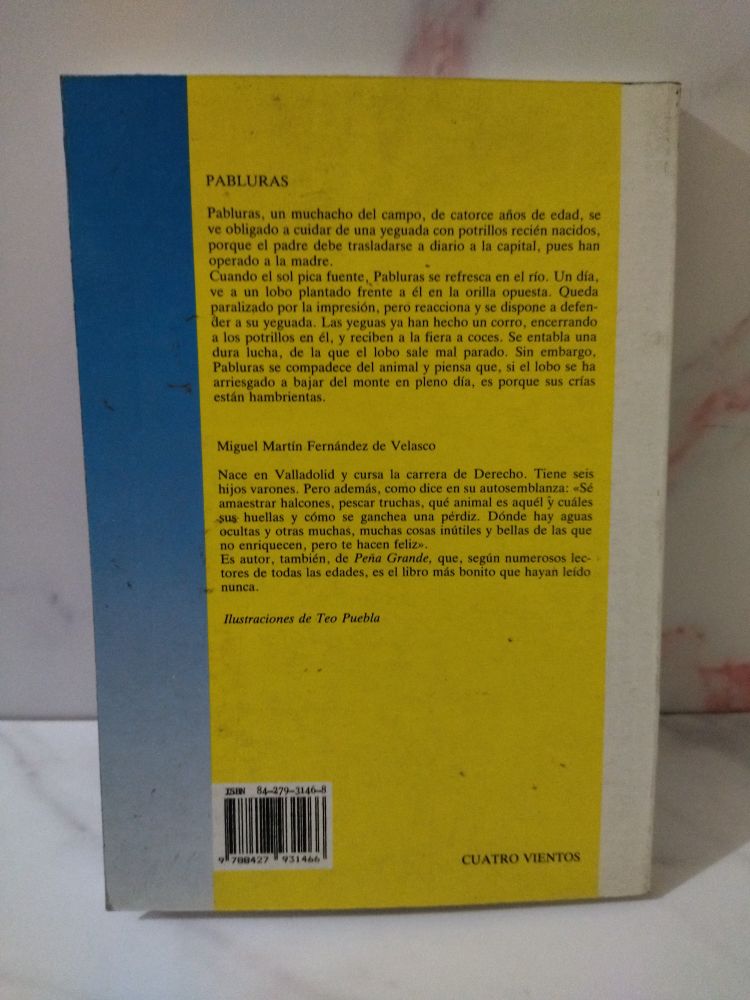 PABLURAS
Pabluras, un muchacho del campo, de catorce años de edad, se
ve obligado a cuidar de una yeguada con potrillos recién nacidos,
porque el padre debe trasladarse a diario a la capital, pues han
operado a la madre.
Cuando el sol pica fuente, Pabluras se refresca en el río. Un día,
ve a un lobo plantado frente a él en la orilla opuesta. Queda
paralizado por la impresión, pero reacciona y se dispone a defen-
der a su yeguada. Las yeguas ya han hecho un corro, encerrando
a los potrillos en él, y reciben a la fiera a coces. Se entabla una
dura lucha, de la que el lobo sale mal parado. Sin embargo,
Pabluras se compadece del animal y piensa que, si el lobo se ha
arriesgado a bajar del monte en pleno día, es porque sus crías
están hambrientas.
Miguel Martín Fernández de Velasco
Nace en Valladolid y cursa la carrera de Derecho. Tiene seis
hijos varones. Pero además, como dice en su autosemblanza: «Sé
amaestrar halcones, pescar truchas, qué animal es aquél y cuáles
sus huellas y cómo se ganchea una pérdiz. Dónde hay aguas
ocultas y otras muchas, muchas cosas inútiles y bellas de las que
no enriquecen, pero te hacen feliz».
Es autor, también, de Peña Grande, que, según numerosos lec-
tores de todas las edades, es el libro más bonito que hayan leído
nunca.
Ilustraciones de Teo Puebla
ISBN 84-279-3146-8
9 788427 931466
CUATRO VIENTOS